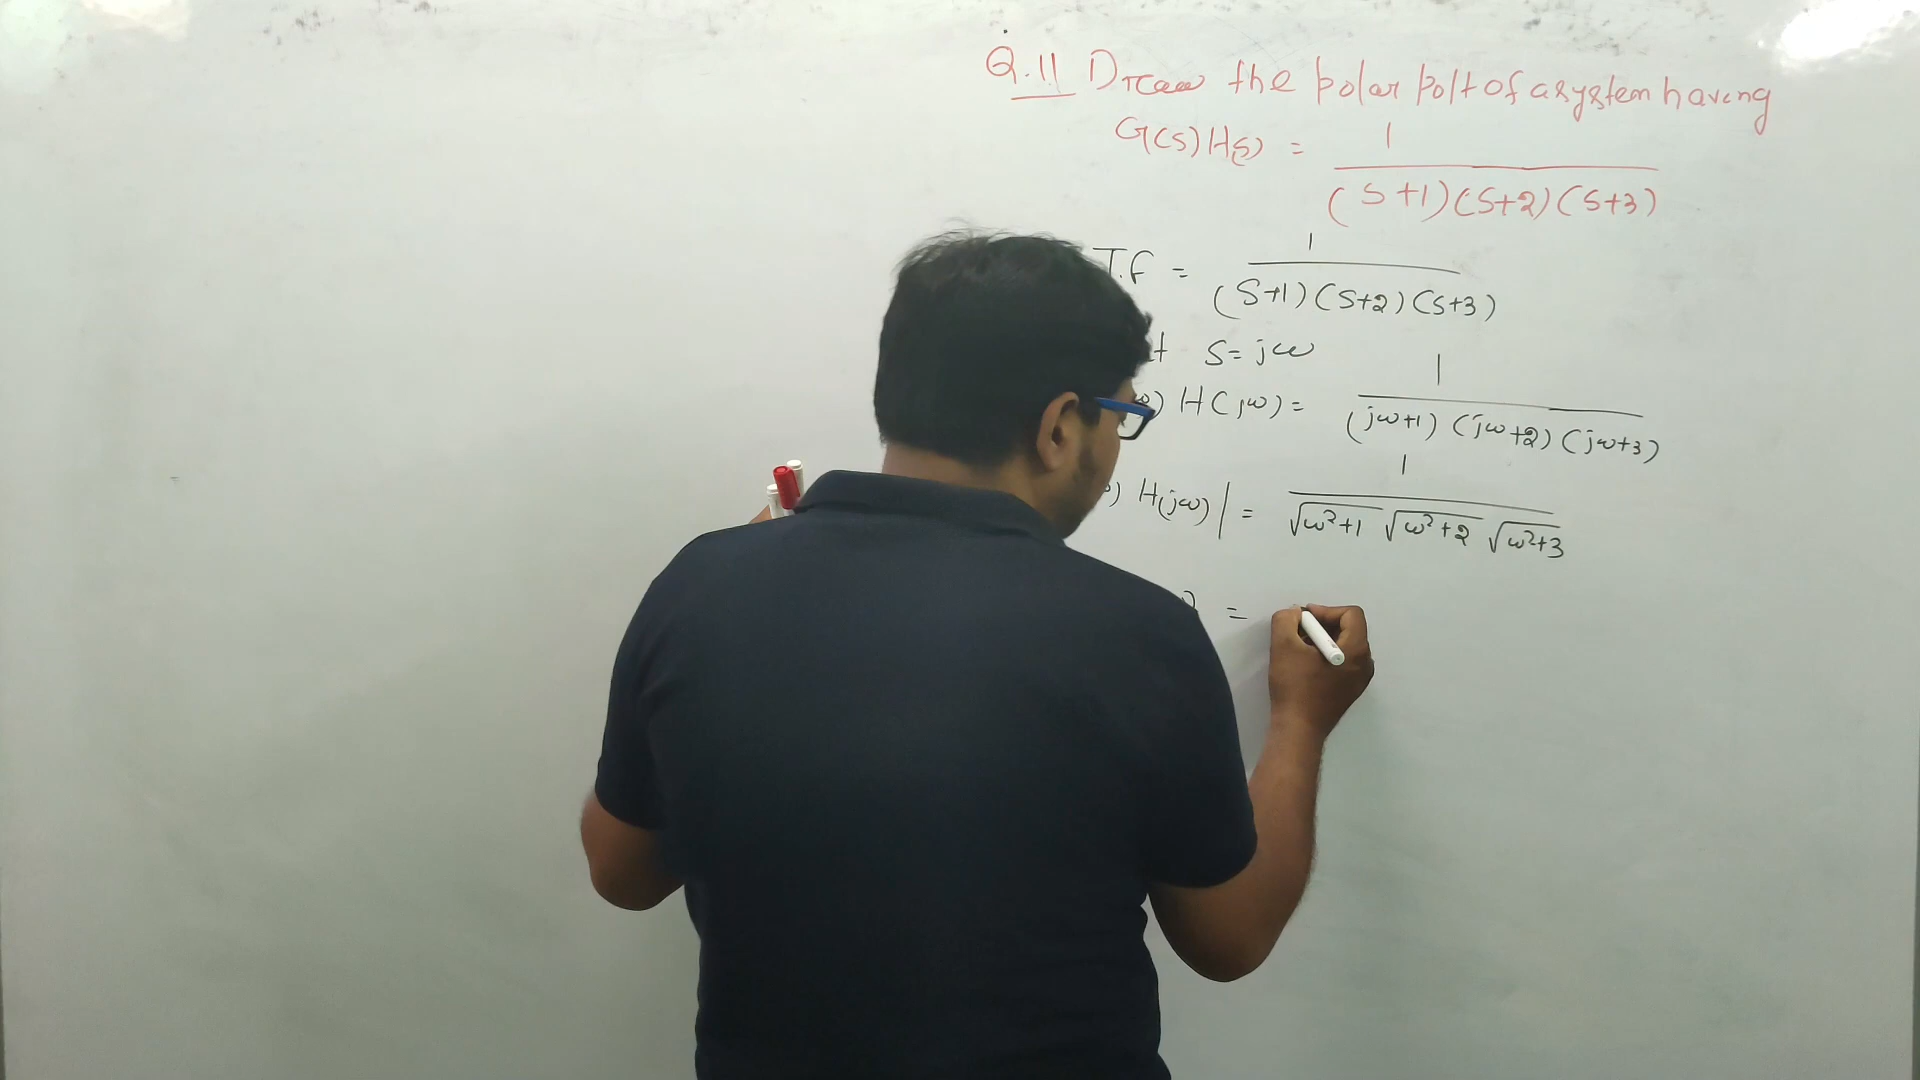 Q.11 Draw the polar polt of a system having
G(s)H(s) = 1 / (s+1)(s+2)(s+3)
T.F = 1 / (s+1)(s+2)(s+3)
s = jω
H(jω) = 1 / (jω+1)(jω+2)(jω+3)
H(jω)| = 1 / √ω²+1 √ω²+2 √ω²+3
=